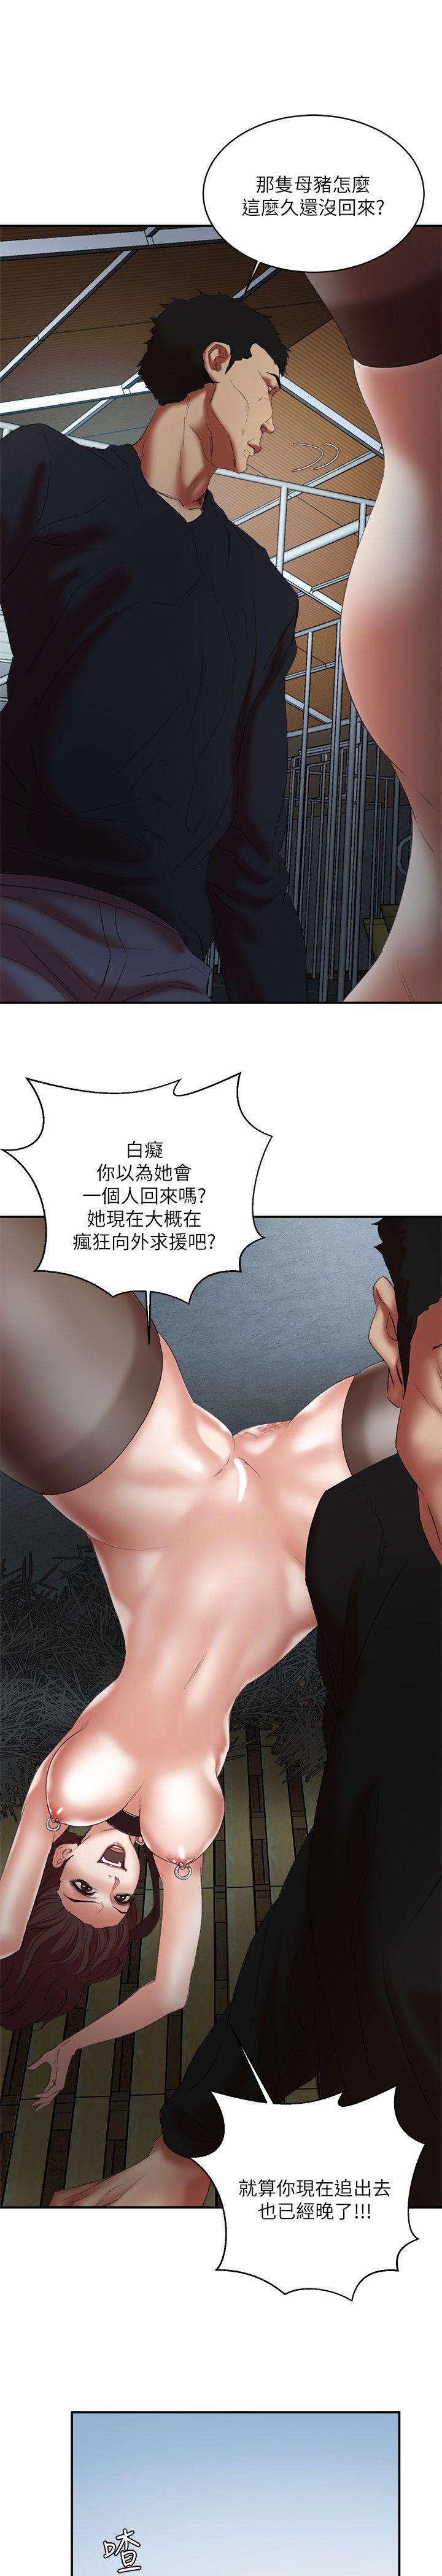 那隻母豬怎麼
這麼久還沒回來?
白癡
你以為她會
一個人回來嗎?
她現在大概在
瘋狂向外求援吧?
就算你現在追出去
也已經晚了!!!
喳